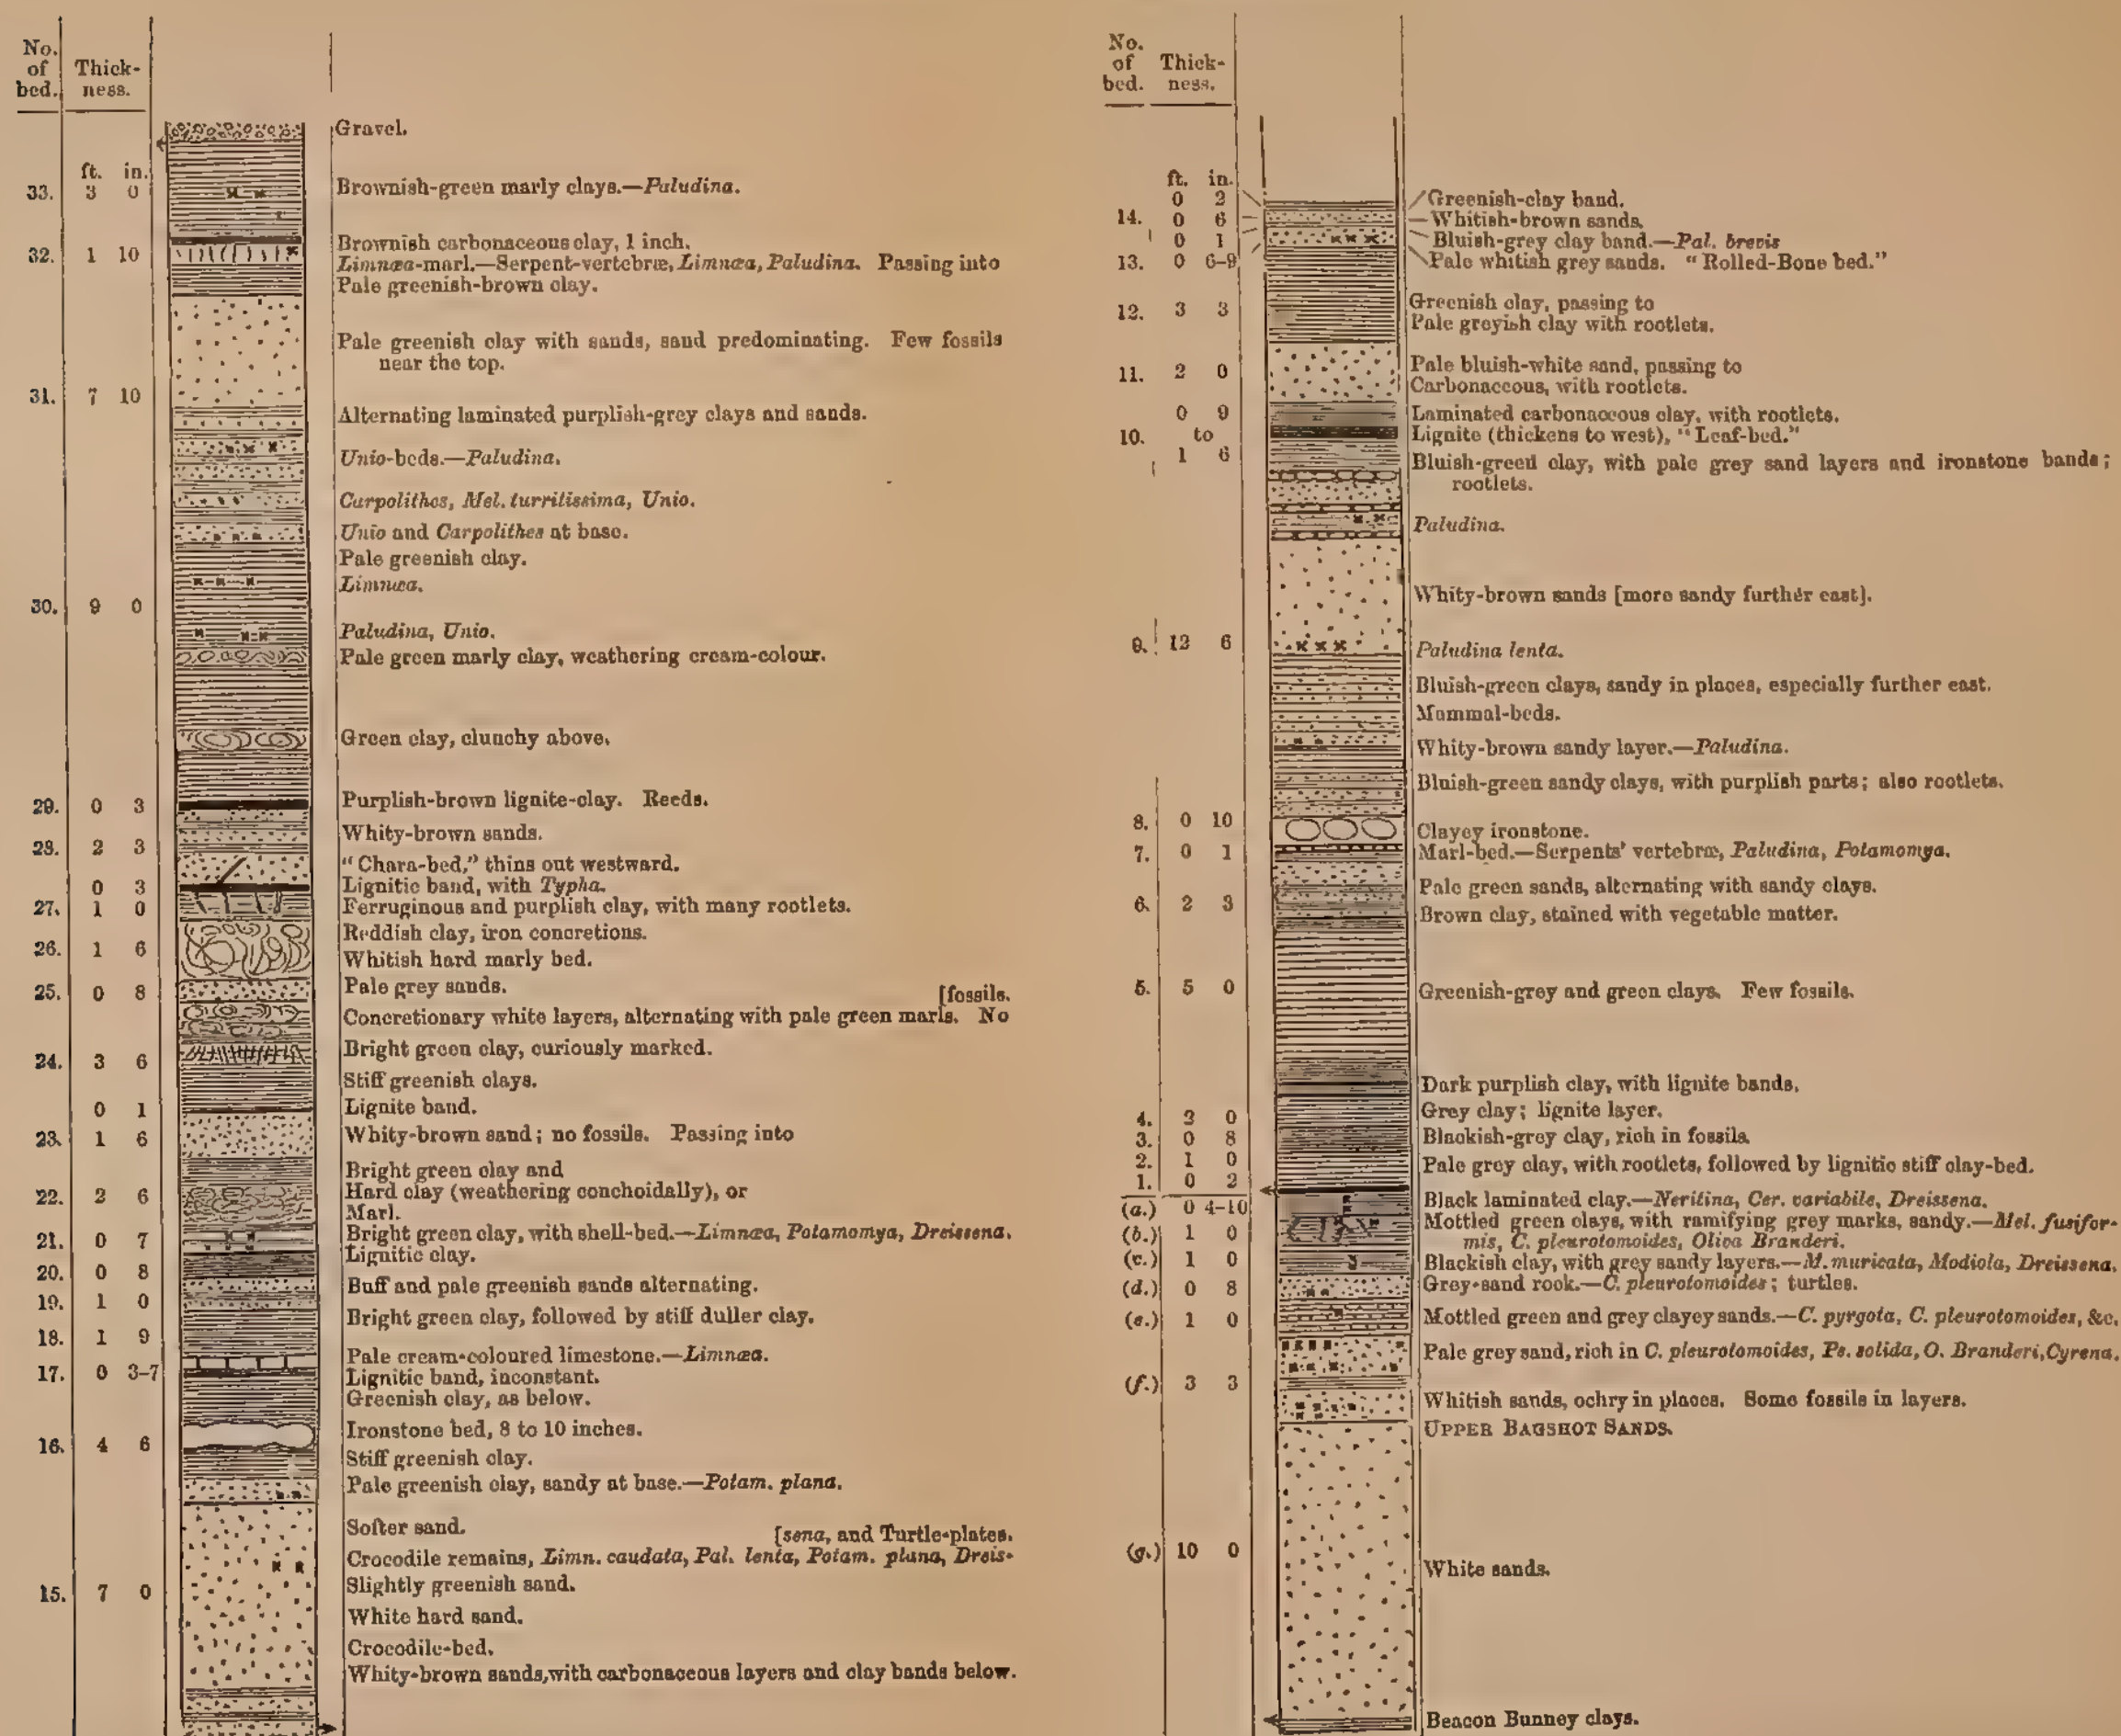 No.
of
bed.
Thick-
ness.
Gravel.
ft. in.
33. 3 0 Brownish-green marly clays.—Paludina.
Brownish carbonaceous clay, 1 inch.
32. 1 10 Limnæa-marl.—Serpent-vertebræ, Limnæa, Paludina. Passing into
Pale greenish-brown clay.
Pale greenish clay with sands, sand predominating. Few fossils
near the top.
31. 7 10
Alternating laminated purplish-grey clays and sands.
Unio-beds.—Paludina.
Carpolithes, Mel. turritissima, Unio.
Unio and Carpolithes at base.
Pale greenish clay.
Limnæa.
30. 9 0
Paludina, Unio.
Pale green marly clay, weathering cream-colour.
Green clay, clunchy above.
29. 0 3 Purplish-brown lignite-clay. Reeds.
Whity-brown sands.
28. 2 3
"Chara-bed," thins out westward.
0 3 Lignitic band, with Typha.
27. 1 0 Ferruginous and purplish clay, with many rootlets.
Reddish clay, iron concretions.
26. 1 6 Whitish hard marly bed.
25. 0 8 Pale grey sands. [fossils.
Concretionary white layers, alternating with pale green marls. No
Bright green clay, curiously marked.
24. 3 6
Stiff greenish clays.
0 1 Lignite band.
23. 1 6 Whity-brown sand; no fossils. Passing into
Bright green clay and
22. 2 6 Hard clay (weathering conchoidally), or
Marl.
21. 0 7 Bright green clay, with shell-bed.—Limnæa, Potamomya, Dreissena.
Lignitic clay.
20. 0 8
Buff and pale greenish sands alternating.
19. 1 0
Bright green clay, followed by stiff duller clay.
18. 1 9
Pale cream-coloured limestone.—Limnæa.
17. 0 3-7 Lignitic band, inconstant.
Greenish clay, as below.
Ironstone bed, 8 to 10 inches.
16. 4 6
Stiff greenish clay.
Pale greenish clay, sandy at base.—Potam. plana.
Softer sand. [sena, and Turtle-plates.
Crocodile remains, Limn. caudata, Pal. lenta, Potam. plana, Dreis-
Slightly greenish sand.
15. 7 0
White hard sand.
Crocodile-bed.
Whity-brown sands, with carbonaceous layers and clay bands below.
No.
of
bed.
Thick-
ness.
ft. in.
0 2 Greenish-clay band.
14. 0 6 Whitish-brown sands.
0 1 Bluish-grey clay band.—Pal. brevis
13. 0 6-9 Pale whitish grey sands. "Rolled-Bone bed."
Greenish clay, passing to
12. 3 3
Pale greyish clay with rootlets.
Pale bluish-white sand, passing to
11. 2 0
Carbonaceous, with rootlets.
0 9 Laminated carbonaceous clay, with rootlets.
10. to Lignite (thickens to west), "Leaf-bed."
1 6 Bluish-green clay, with pale grey sand layers and ironstone bands;
rootlets.
Paludina.
Whity-brown sands [more sandy further east].
9. 12 6 Paludina lenta.
Bluish-green clays, sandy in places, especially further east.
Mammal-beds.
Whity-brown sandy layer.—Paludina.
Bluish-green sandy clays, with purplish parts; also rootlets.
8. 0 10 Clayey ironstone.
7. 0 1 Marl-bed.—Serpents' vertebræ, Paludina, Potamomya.
Pale green sands, alternating with sandy clays.
6. 2 3
Brown clay, stained with vegetable matter.
5. 5 0 Greenish-grey and green clays. Few fossils.
Dark purplish clay, with lignite bands.
4. 2 0 Grey clay; lignite layer.
3. 0 8 Blackish-grey clay, rich in fossils
2. 1 0 Pale grey clay, with rootlets, followed by lignitic stiff clay-bed.
1. 0 2
(a.) 0 4-10 Black laminated clay.—Neritina, Cer. variabile, Dreissena.
(b.) 1 0 Mottled green clays, with ramifying grey marks, sandy.—Mel. fusifor-
mis, C. pleurotomoides, Oliva Branderi.
(c.) 1 0 Blackish clay, with grey sandy layers.—M. muricata, Modiola, Dreissena.
(d.) 0 8 Grey-sand rock.—C. pleurotomoides; turtles.
(e.) 1 0 Mottled green and grey clayey sands.—C. pyrgota, C. pleurotomoides, &c.
Pale grey sand, rich in C. pleurotomoides, Ps. solida, O. Branderi, Cyrena.
(f.) 3 3
Whitish sands, ochry in places. Some fossils in layers.
UPPER BAGSHOT SANDS.
(g.) 10 0
White sands.
Beacon Bunney clays.